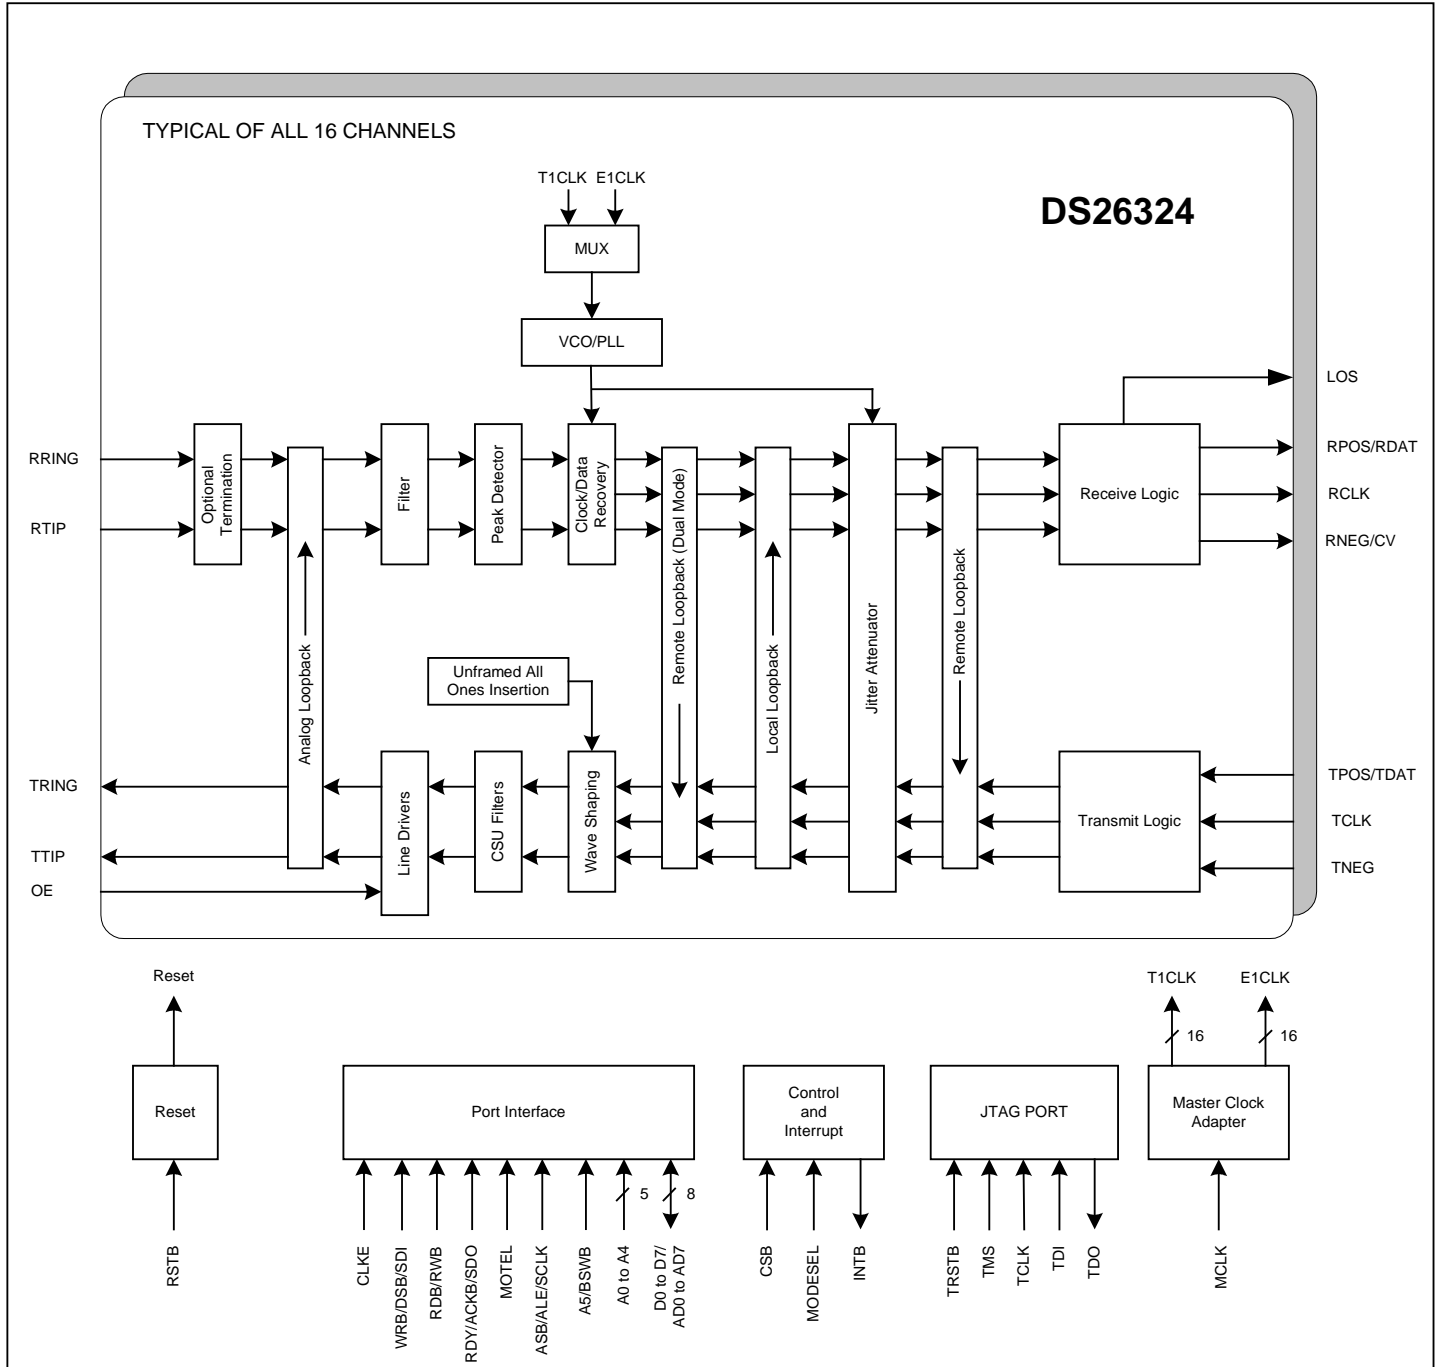 TYPICAL OF ALL 16 CHANNELS
DS26324
T1CLK
E1CLK
MUX
VCO/PLL
LOS
RRING
RTIP
Optional
Termination
Analog Loopback
Filter
Peak Detector
Clock/Data
Recovery
Remote Loopback (Dual Mode)
Local Loopback
Jitter Attenuator
Remote Loopback
Receive Logic
RPOS/RDAT
RCLK
RNEG/CV
Unframed All
Ones Insertion
TRING
TTIP
OE
Line Drivers
CSU Filters
Wave Shaping
Transmit Logic
TPOS/TDAT
TCLK
TNEG
Reset
T1CLK
E1CLK
16
16
Reset
Port Interface
Control
and
Interrupt
JTAG PORT
Master Clock
Adapter
5
8
RSTB
CLKE
WRB/DSB/SDI
RDB/RWB
RDY/ACKB/SDO
MOTEL
ASB/ALE/SCLK
A5/BSWB
A0 to A4
D0 to D7/
AD0 to AD7
CSB
MODESEL
INTB
TRSTB
TMS
TCLK
TDI
TDO
MCLK